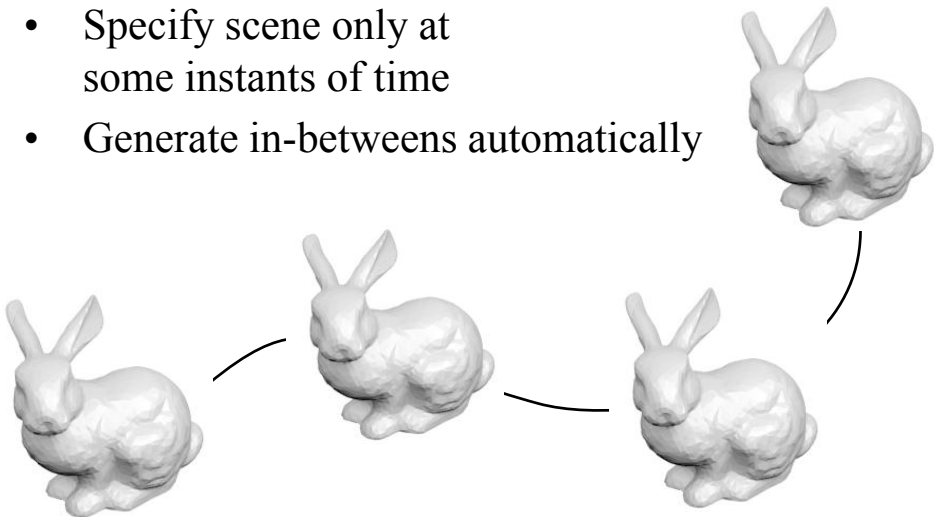 • Specify scene only at
some instants of time
• Generate in-betweens automatically